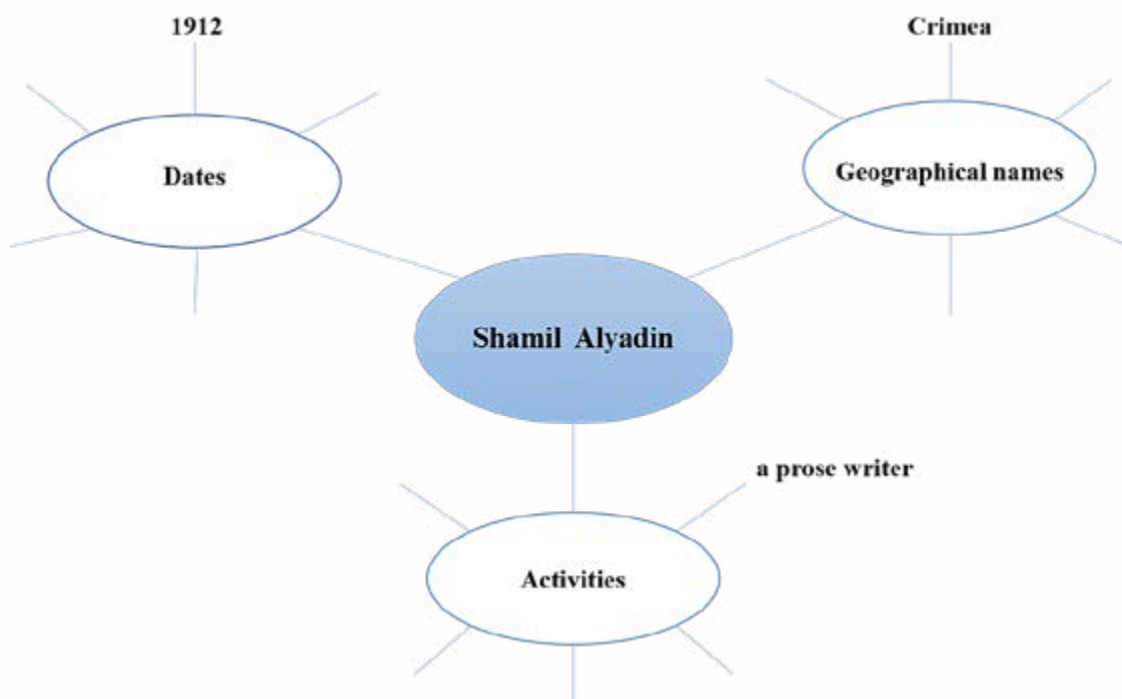 1912
Crimea
Dates
Geographical names
Shamil Alyadin
a prose writer
Activities